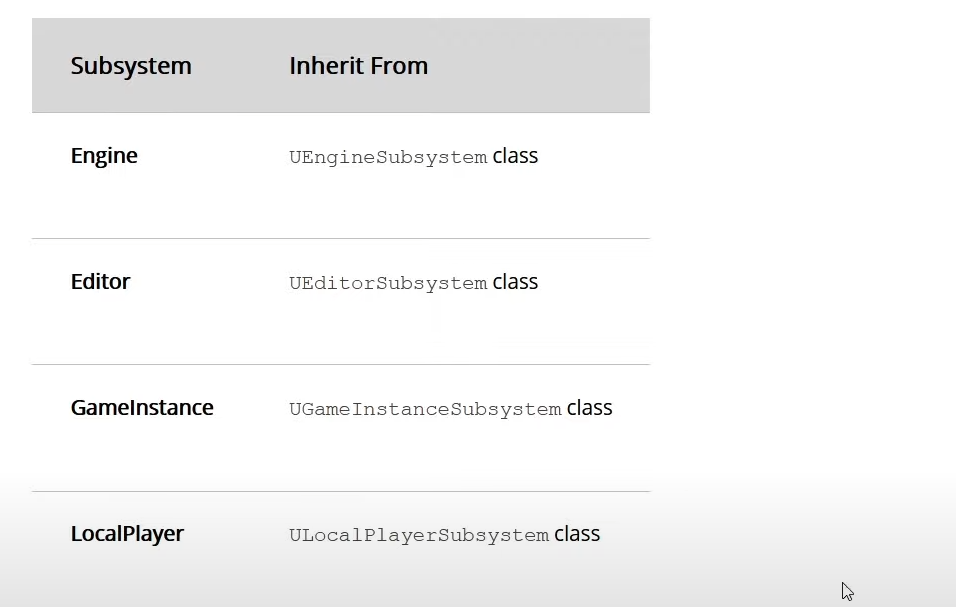 Subsystem Inherit From
Engine UEngineSubsystem class
Editor UEditorSubsystem class
GameInstance UGameInstanceSubsystem class
LocalPlayer ULocalPlayerSubsystem class